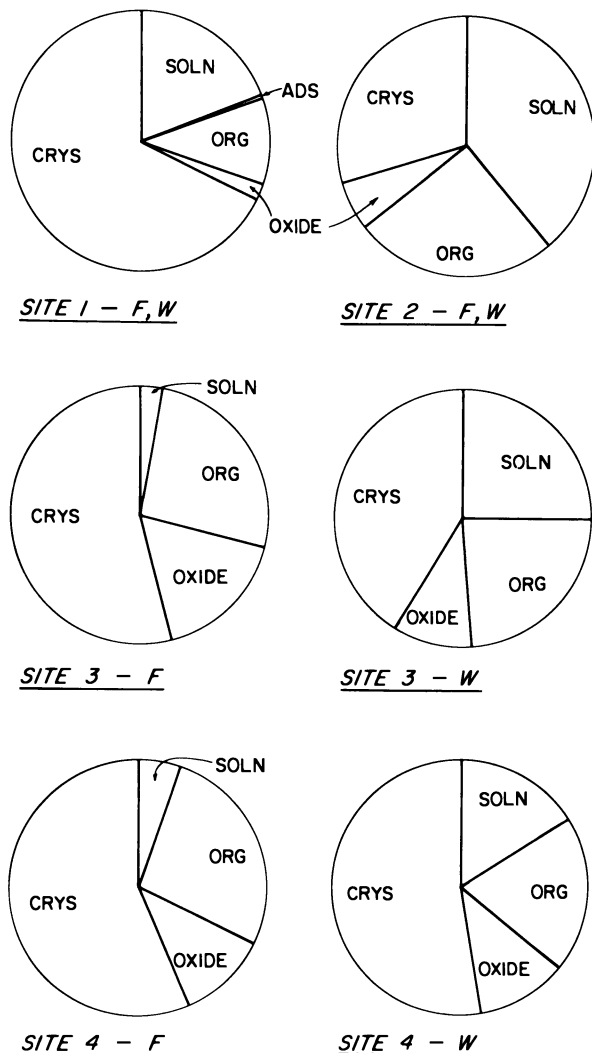 SOLN
ADS
ORG
OXIDE
CRYS
SITE 1 - F, W
CRYS
SOLN
ORG
SITE 2 - F, W
SOLN
ORG
CRYS
OXIDE
SITE 3 - F
SOLN
CRYS
ORG
OXIDE
SITE 3 - W
SOLN
ORG
CRYS
OXIDE
SITE 4 - F
SOLN
CRYS
ORG
OXIDE
SITE 4 - W